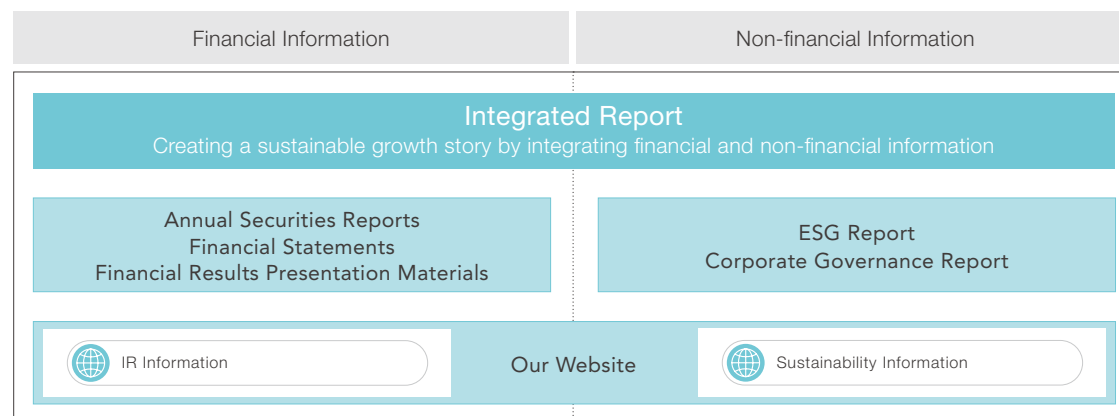 Financial Information
Non-financial Information
Integrated Report
Creating a sustainable growth story by integrating financial and non-financial information
Annual Securities Reports
Financial Statements
Financial Results Presentation Materials
ESG Report
Corporate Governance Report
IR Information
Our Website
Sustainability Information